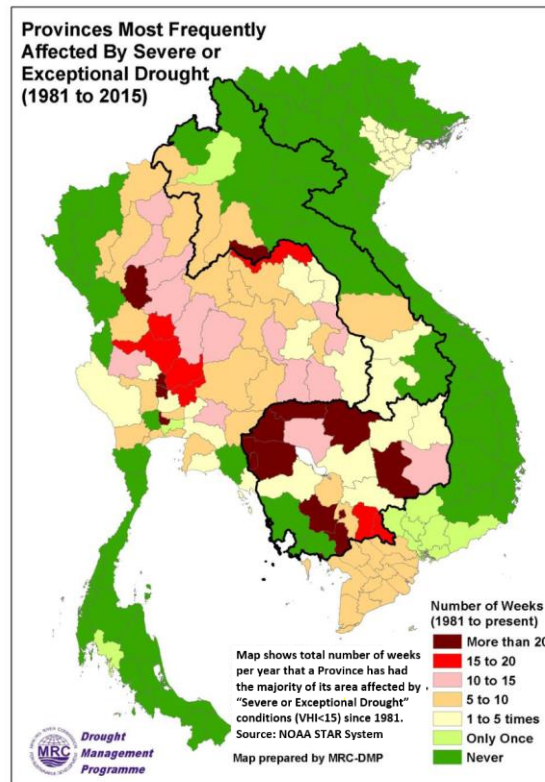 Provinces Most Frequently
Affected By Severe or
Exceptional Drought
(1981 to 2015)
Number of Weeks
(1981 to present)
More than 20
15 to 20
10 to 15
5 to 10
1 to 5 times
Only Once
Never
Map shows total number of weeks
per year that a Province has had
the majority of its area affected by
"Severe or Exceptional Drought"
conditions (VHI<15) since 1981.
Source: NOAA STAR System
Map prepared by MRC-DMP
MRC
Drought
Management
Programme